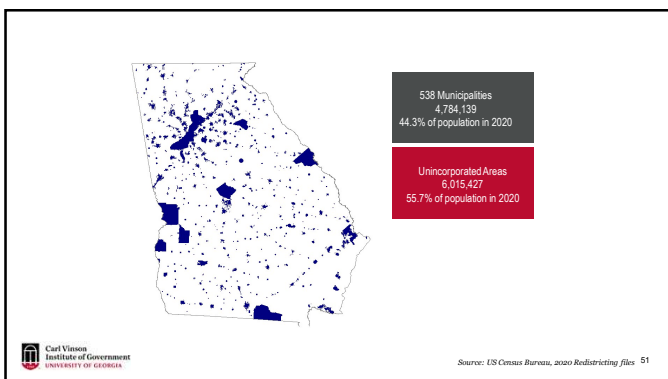 538 Municipalities
4,784,139
44.3% of population in 2020
Unincorporated Areas
6,015,427
55.7% of population in 2020
Carl Vinson
Institute of Government
UNIVERSITY OF GEORGIA
Source: US Census Bureau, 2020 Redistricting files 51